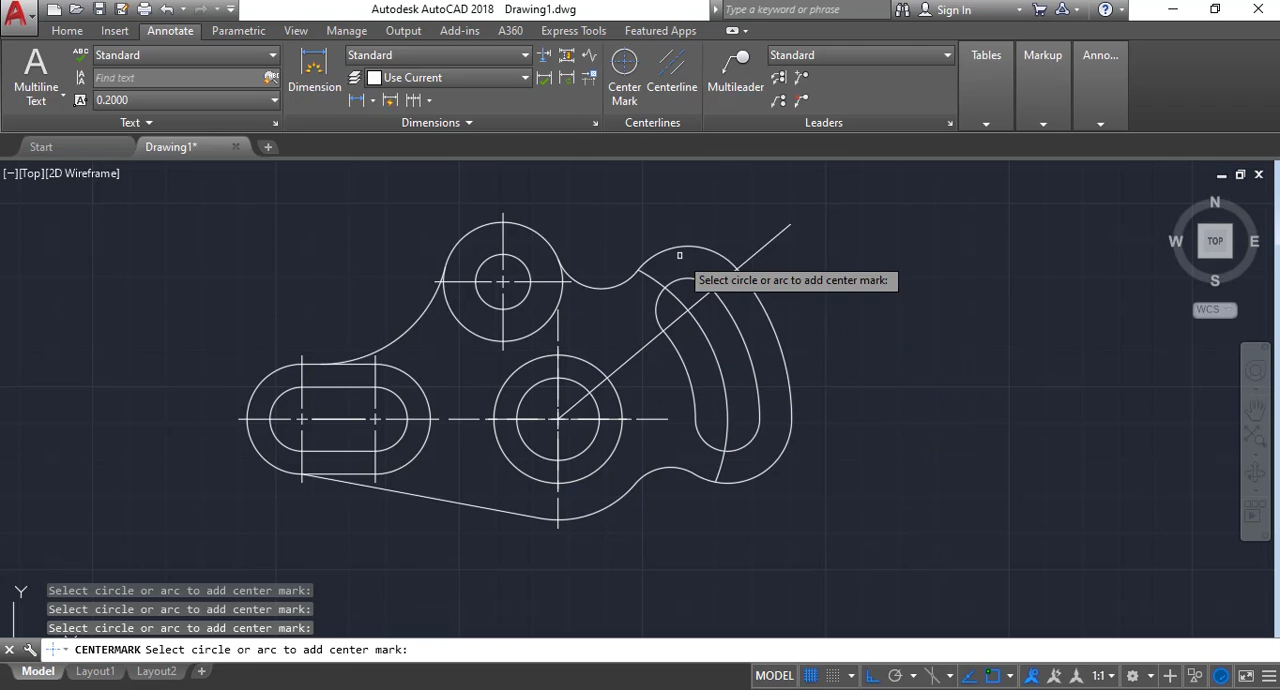 A Autodesk AutoCAD 2018 Drawing1.dwg Type a keyword or phrase Sign In ?
Home Insert Annotate Parametric View Manage Output Add-ins A360 Express Tools Featured Apps
A Multiline Text
ABC Standard
Find text
0.2000
Text
Dimension
Standard
Use Current
Dimensions
Center Mark
Centerline
Centerlines
Multileader
Standard
Leaders
Tables
Markup
Anno...
Start Drawing1* +
[−][Top][2D Wireframe]
N
W TOP E
S
WCS
Select circle or arc to add center mark:
Y
Select circle or arc to add center mark:
Select circle or arc to add center mark:
Select circle or arc to add center mark:
CENTERMARK Select circle or arc to add center mark:
Model Layout1 Layout2 + MODEL 1:1